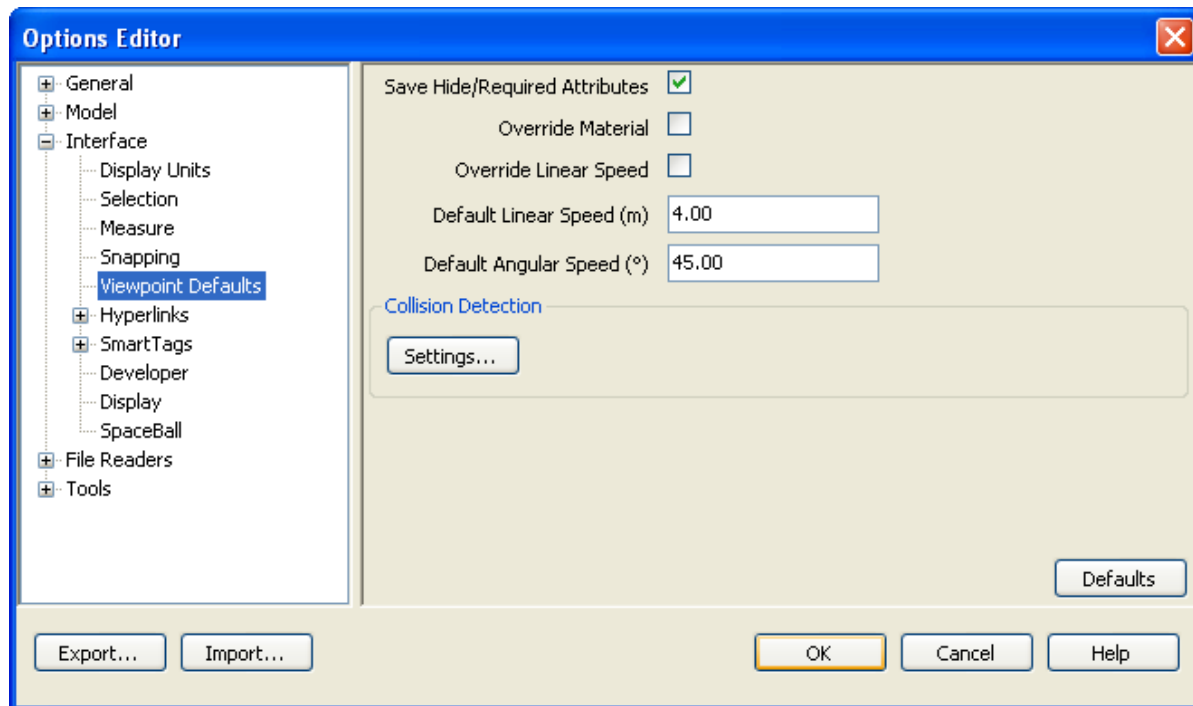 Options Editor
General
Model
Interface
Display Units
Selection
Measure
Snapping
Viewpoint Defaults
Hyperlinks
SmartTags
Developer
Display
SpaceBall
File Readers
Tools
Save Hide/Required Attributes
Override Material
Override Linear Speed
Default Linear Speed (m) 4.00
Default Angular Speed (°) 45.00
Collision Detection
Settings...
Defaults
Export... Import... OK Cancel Help